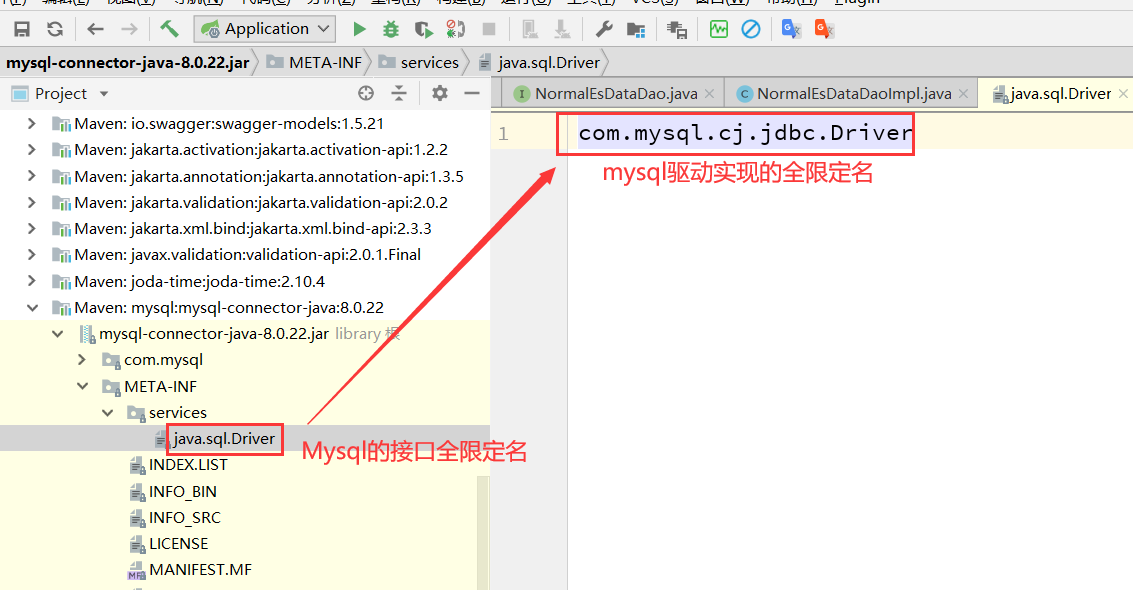 Application
mysql-connector-java-8.0.22.jar META-INF services java.sql.Driver
Project
NormalEsDataDao.java NormalEsDataDaoImpl.java java.sql.Driver
Maven: io.swagger:swagger-models:1.5.21
Maven: jakarta.activation:jakarta.activation-api:1.2.2
Maven: jakarta.annotation:jakarta.annotation-api:1.3.5
Maven: jakarta.validation:jakarta.validation-api:2.0.2
Maven: jakarta.xml.bind:jakarta.xml.bind-api:2.3.3
Maven: javax.validation:validation-api:2.0.1.Final
Maven: joda-time:joda-time:2.10.4
Maven: mysql:mysql-connector-java:8.0.22
mysql-connector-java-8.0.22.jar library 根
com.mysql
META-INF
services
java.sql.Driver
INDEX.LIST
INFO_BIN
INFO_SRC
LICENSE
MANIFEST.MF
1 com.mysql.cj.jdbc.Driver
mysql驱动实现的全限定名
Mysql的接口全限定名